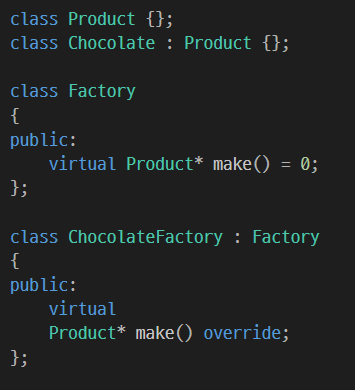 class Product {};
class Chocolate : Product {};
class Factory
{
public:
    virtual Product* make() = 0;
};
class ChocolateFactory : Factory
{
public:
    virtual
    Product* make() override;
};